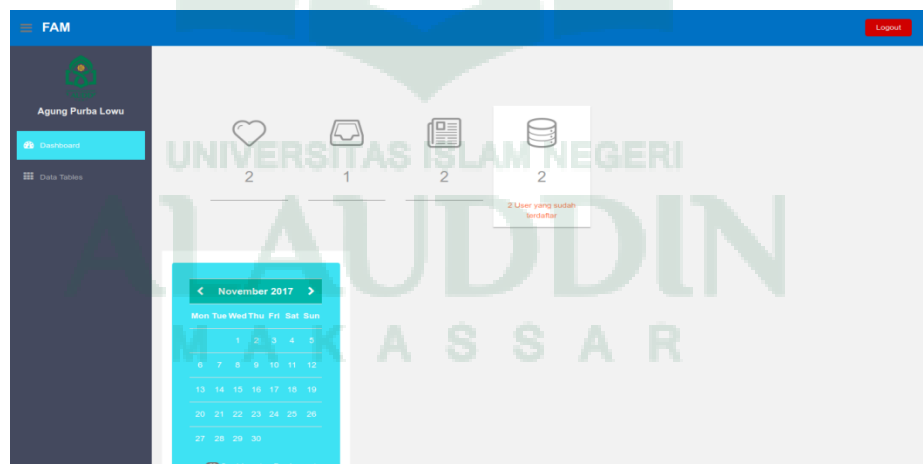 FAM
Logout
Agung Purba Lowu
Dashboard
Data Tables
2
1
2
2
2 User yang sudah
terdaftar
UNIVERSITAS ISLAM NEGERI
ALAUDDIN
MAKASSAR
November 2017
Mon Tue Wed Thu Fri Sat Sun
1 2 3 4 5
6 7 8 9 10 11 12
13 14 15 16 17 18 19
20 21 22 23 24 25 26
27 28 29 30